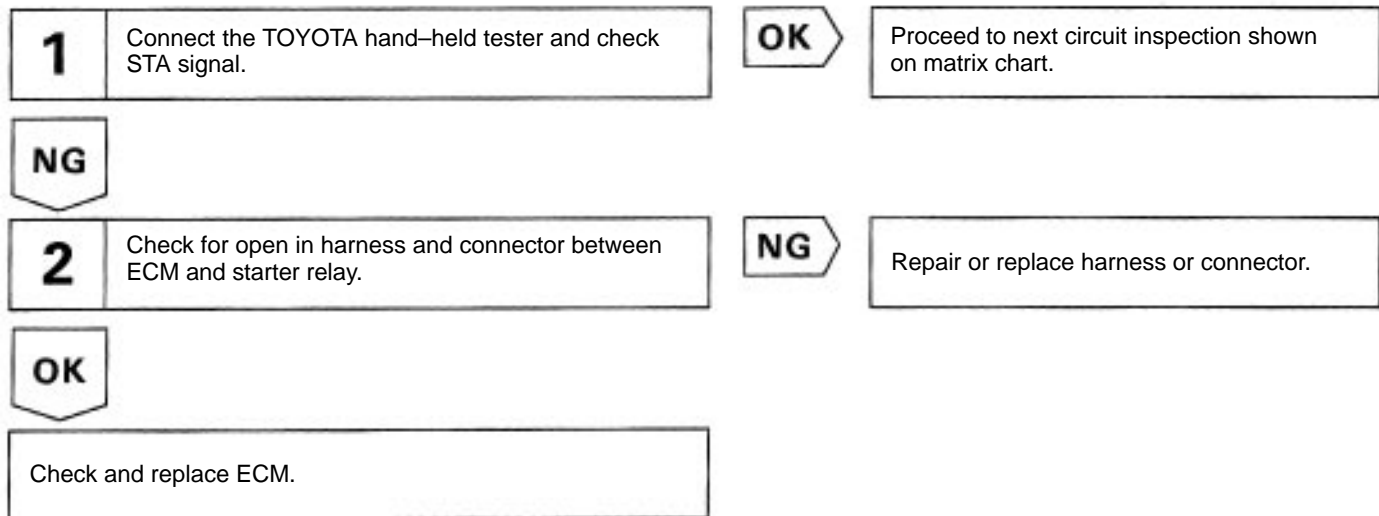 1
Connect the TOYOTA hand–held tester and check
STA signal.
OK
Proceed to next circuit inspection shown
on matrix chart.
NG
2
Check for open in harness and connector between
ECM and starter relay.
NG
Repair or replace harness or connector.
OK
Check and replace ECM.